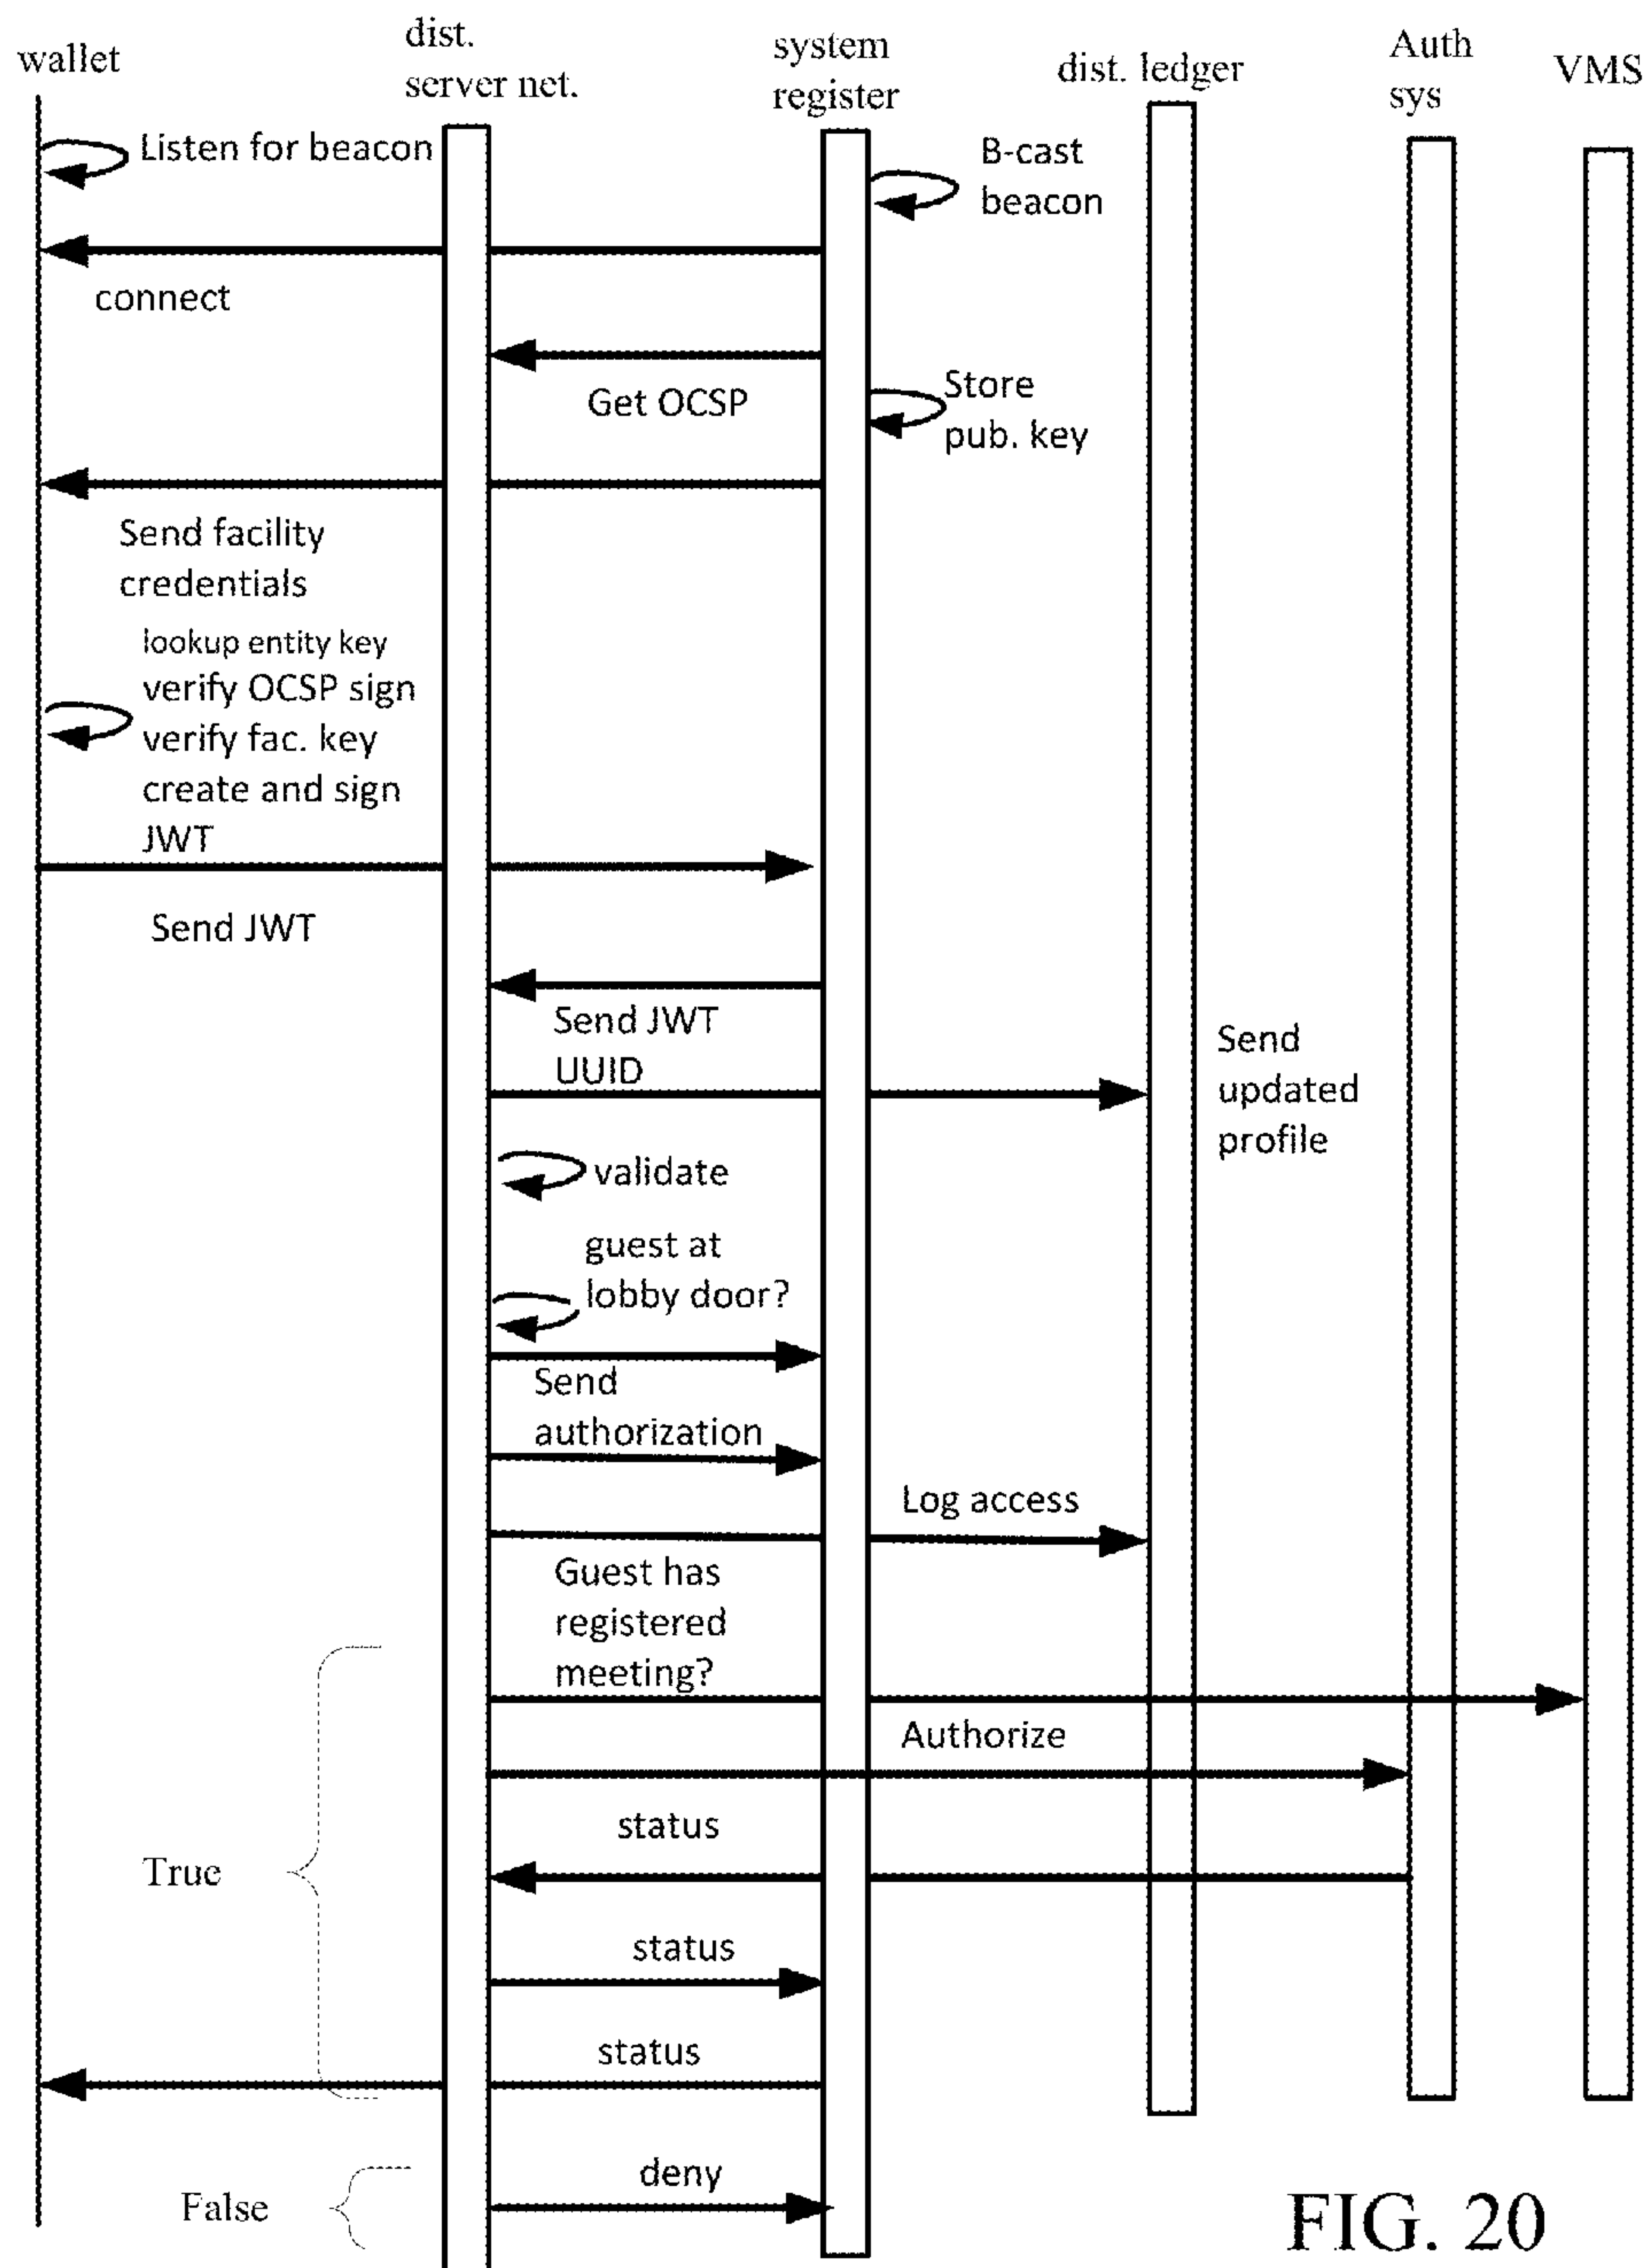 wallet
dist.
server net.
system
register
dist. ledger
Auth
sys
VMS
Listen for beacon
B-cast
beacon
connect
Get OCSP
Store
pub. key
Send facility
credentials
lookup entity key
verify OCSP sign
verify fac. key
create and sign
JWT
Send JWT
Send JWT
UUID
Send
updated
profile
validate
guest at
lobby door?
Send
authorization
Log access
Guest has
registered
meeting?
Authorize
status
True
status
status
deny
False
FIG. 20